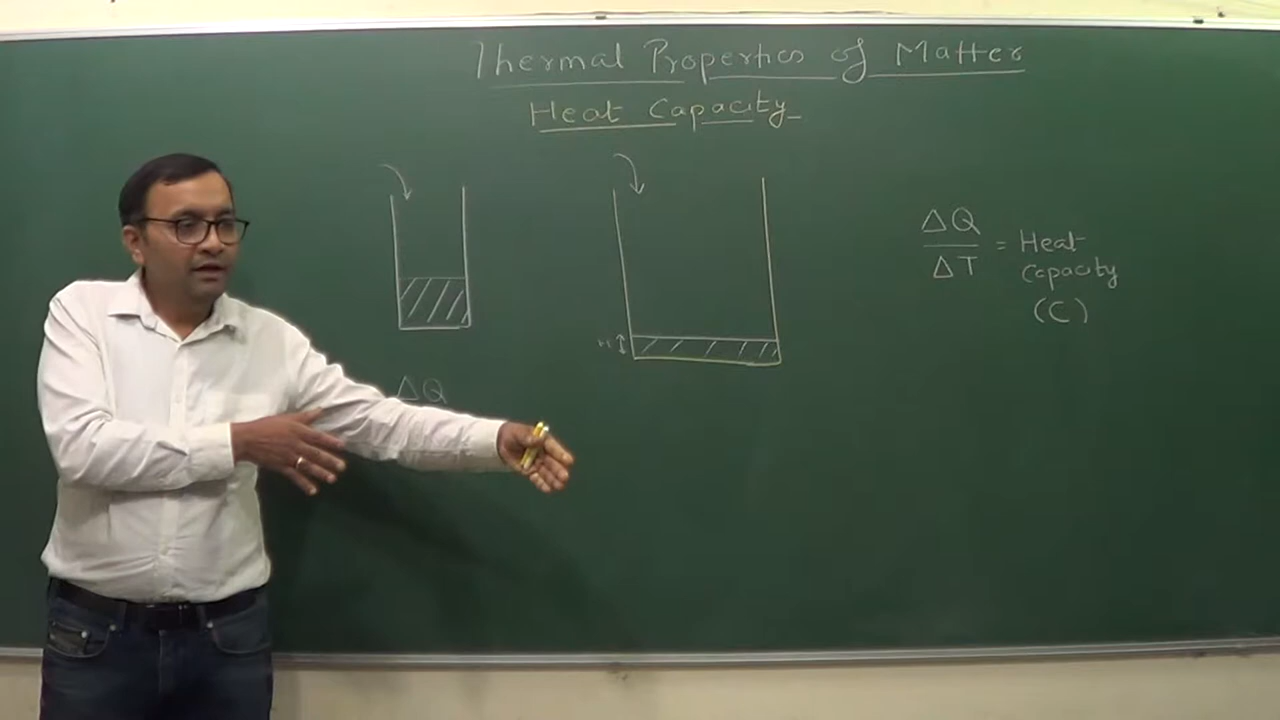 Thermal Properties of Matter
Heat Capacity
ΔQ
ΔT
= Heat
Capacity
(C)
H
ΔQ